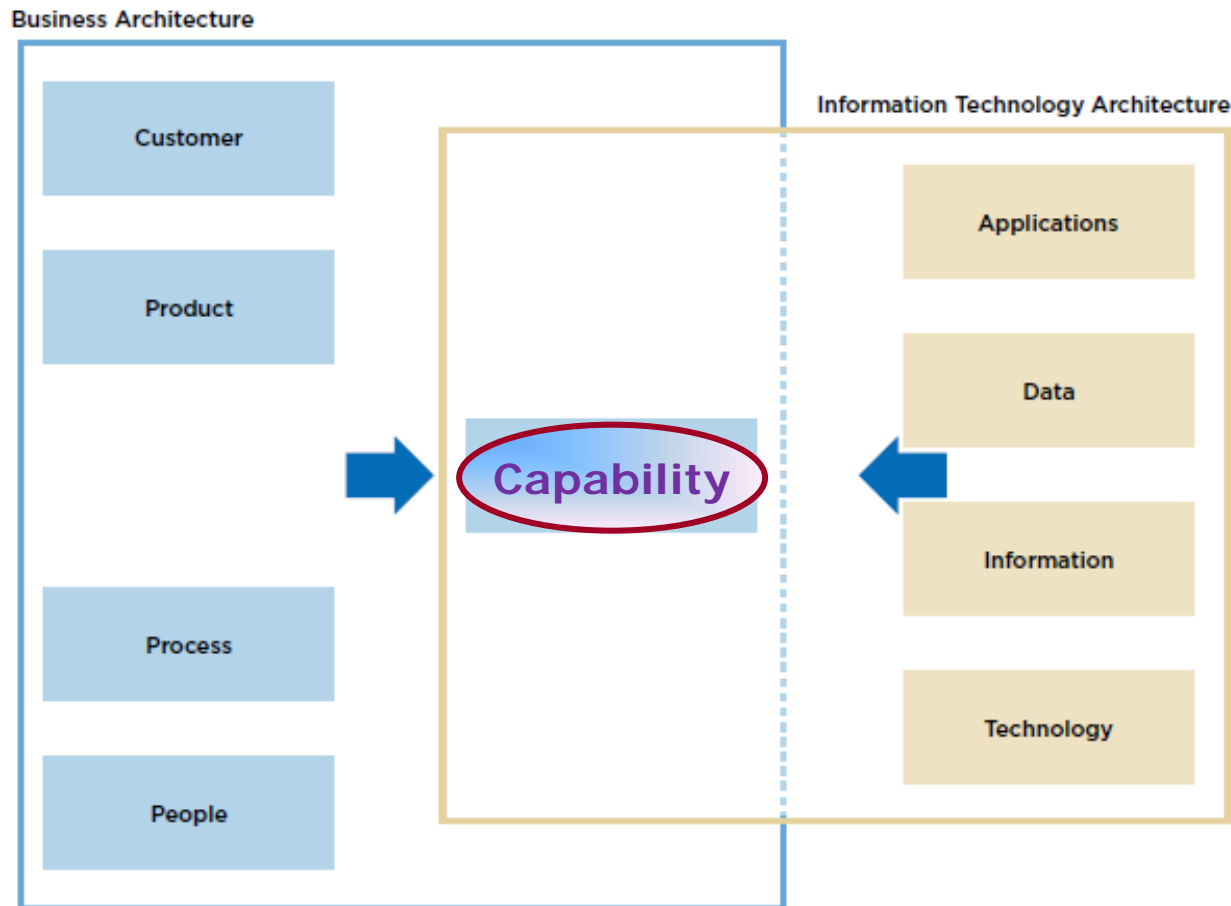 Business Architecture
Customer
Product
Process
People
Capability
Information Technology Architecture
Applications
Data
Information
Technology